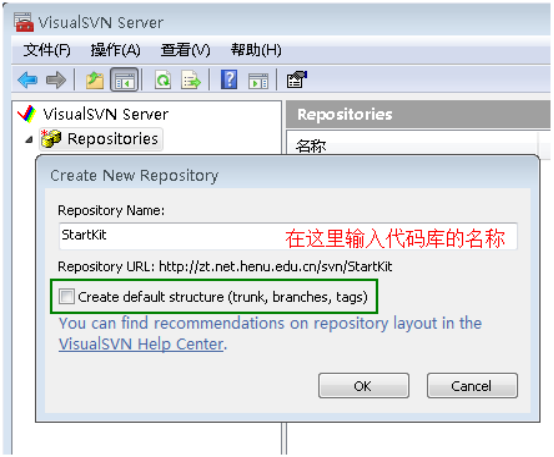 VisualSVN Server
文件(F) 操作(A) 查看(V) 帮助(H)
VisualSVN Server
Repositories
Repositories
名称
Create New Repository
Repository Name:
StartKit
在这里输入代码库的名称
Repository URL: http://zt.net.henu.edu.cn/svn/StartKit
Create default structure (trunk, branches, tags)
You can find recommendations on repository layout in the
VisualSVN Help Center.
OK Cancel